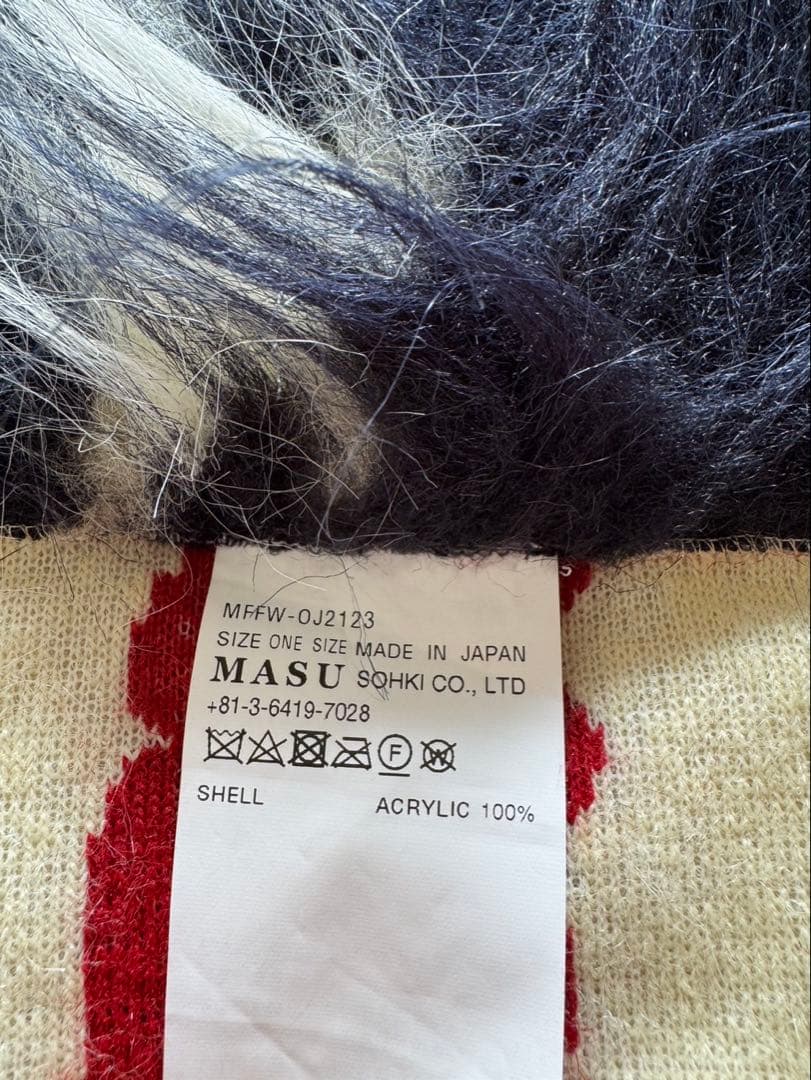 MFFW-OJ2123
SIZE ONE SIZE MADE IN JAPAN
MASU SOHKI CO., LTD
+81-3-6419-7028
F W
SHELL ACRYLIC 100%